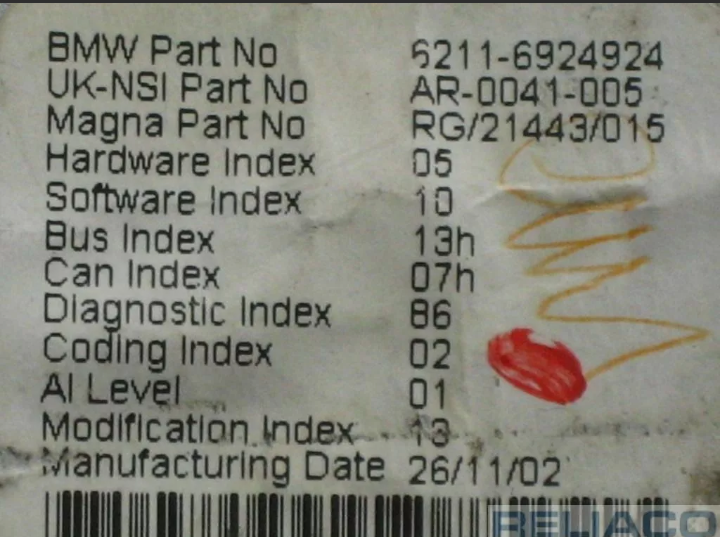 BMW Part No 6211-6924924
UK-NSI Part No AR-0041-005
Magna Part No RG/21443/015
Hardware Index 05
Software Index 10
Bus Index 13h
Can Index 07h
Diagnostic Index 86
Coding Index 02
AI Level 01
Modification Index 13
Manufacturing Date 26/11/02
RELIACO